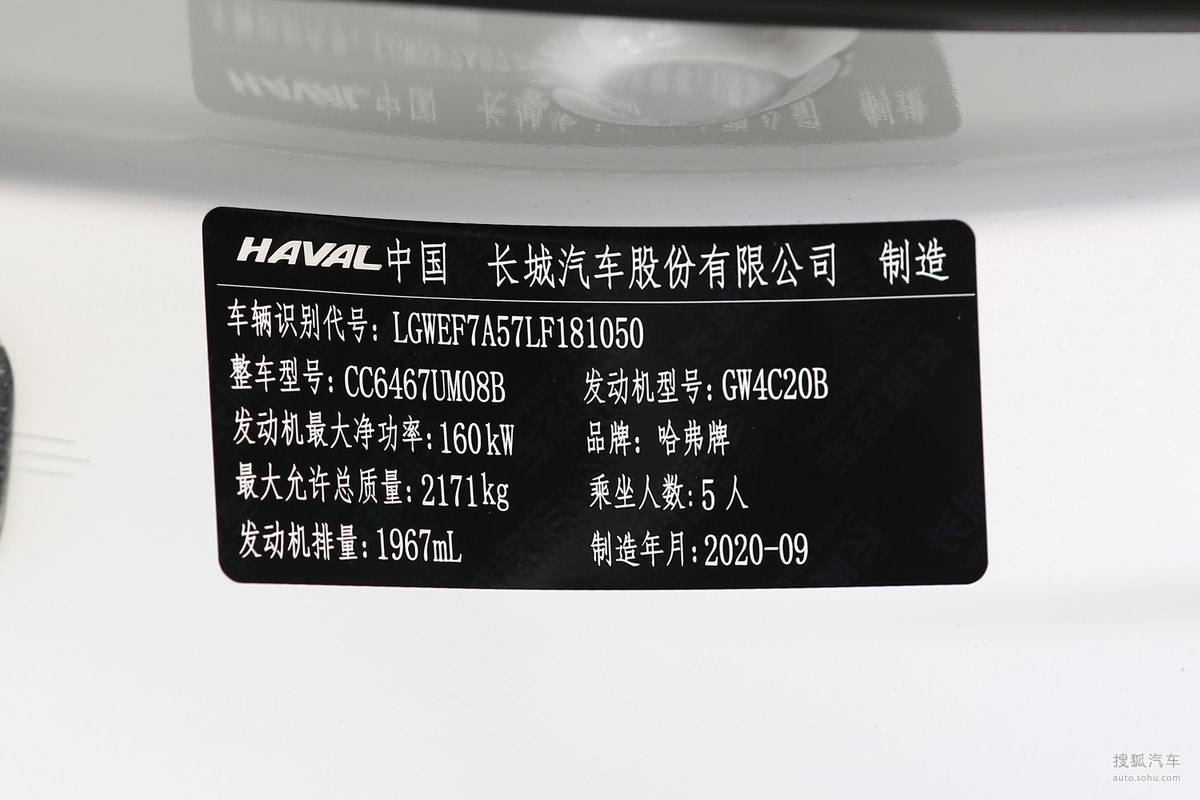 HAVAL中国 长城汽车股份有限公司 制造
车辆识别代号: LGWEF7A57LF181050
整车型号: CC6467UM08B 发动机型号: GW4C20B
发动机最大净功率: 160kW 品牌: 哈弗牌
最大允许总质量: 2171kg 乘坐人数: 5 人
发动机排量: 1967mL 制造年月: 2020-09
搜狐汽车
auto.sohu.com